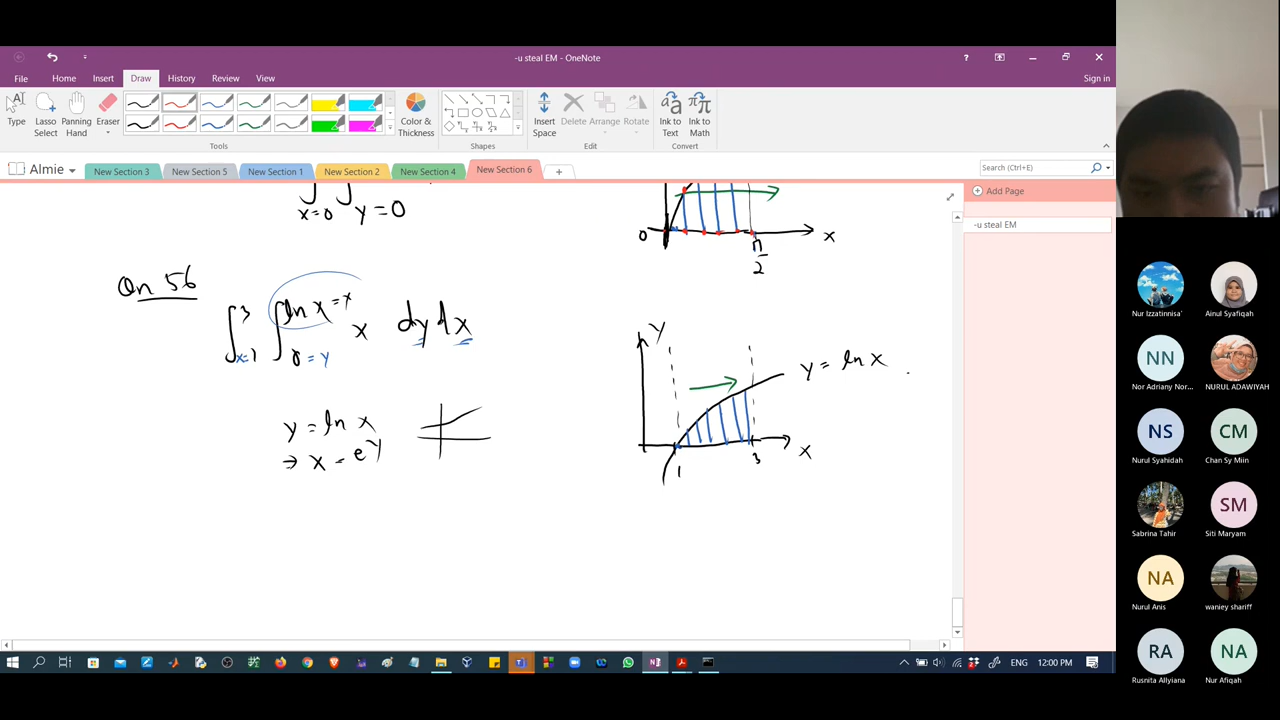 -u steal EM - OneNote
File Home Insert Draw History Review View
Sign in
Type
Lasso Select
Panning Hand
Eraser
Color & Thickness
Insert Space
Delete
Arrange
Rotate
Ink to Text
Ink to Math
Tools
Shapes
Edit
Convert
Almie
New Section 3
New Section 5
New Section 1
New Section 2
New Section 4
New Section 6
Search (Ctrl+E)
Add Page
-u steal EM
∫x=0 ∫y=0
0
x
π/2
Qn 56
∫x=1^3 ∫0=y^ln x=y x dy dx
y = ln x
→ x = e^y
y
y = ln x
1
3
x
Nur Izzatinnisa'
Ainul Syafiqah
NN
Nor Adriany Nor...
NURUL ADAWIYAH
NS
Nurul Syahidah
CM
Chan Sy Miin
Sabrina Tahir
SM
Siti Maryam
NA
Nurul Anis
waniey shariff
RA
Rusnita Allyiana
NA
Nur Afiqah
ENG
12:00 PM